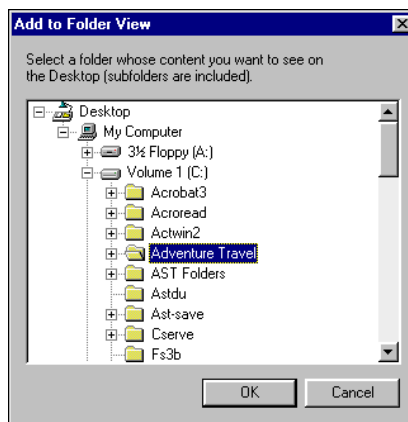 Add to Folder View
Select a folder whose content you want to see on
the Desktop (subfolders are included).
Desktop
My Computer
3½ Floppy (A:)
Volume 1 (C:)
Acrobat3
Acroread
Actwin2
Adventure Travel
AST Folders
Astdu
Ast-save
Cserve
Fs3b
OK Cancel